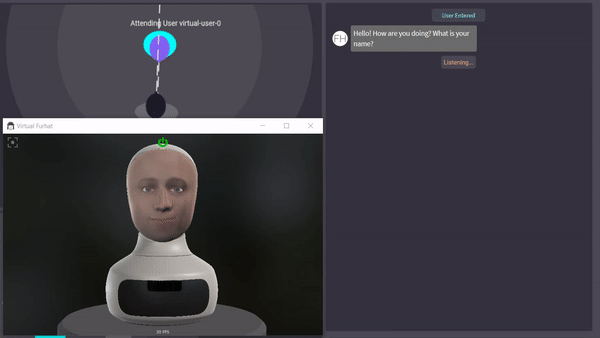 Attending User virtual-user-0
Virtual Furhat
30 FPS
User Entered
FH
Hello! How are you doing? What is your
name?
Listening...